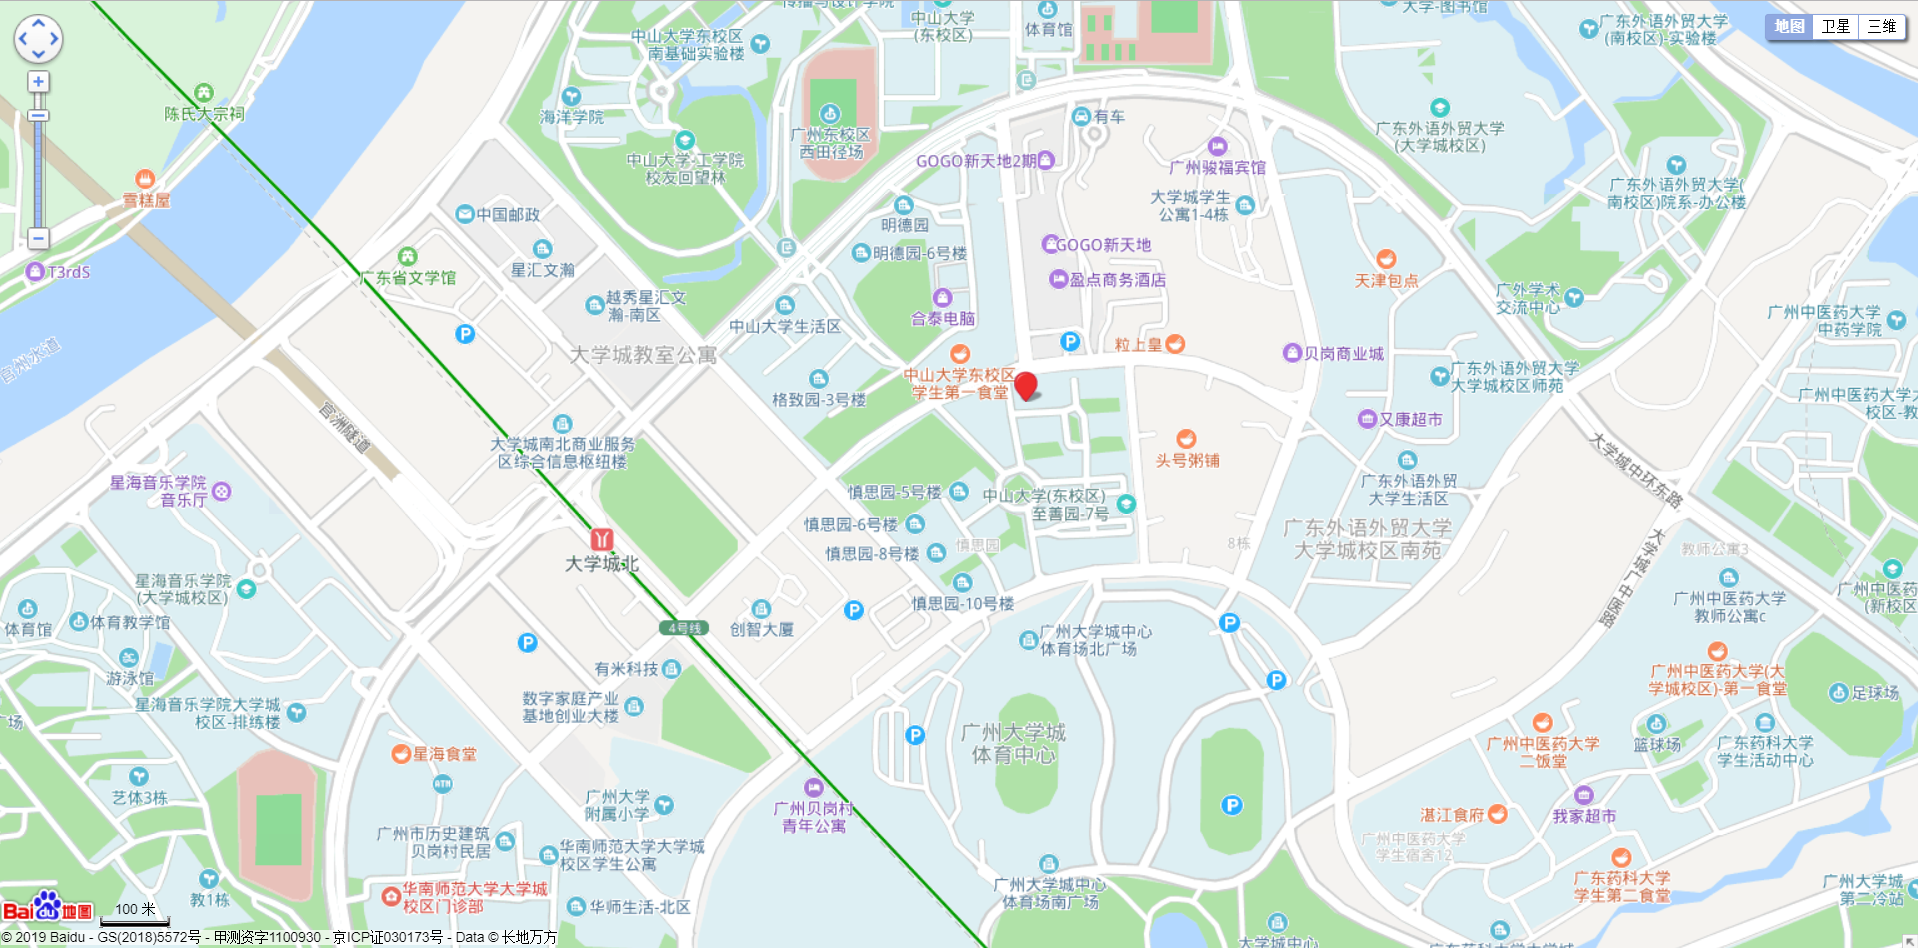 传播与设计学院
中山大学
(东校区)
体育馆
大学-图书馆
广东外语外贸大学
(南校区)-实验楼
地图
卫星
三维
中山大学东校区
南基础实验楼
陈氏大宗祠
海洋学院
广州东校区
西田径场
有车
广东外语外贸大学
(大学城校区)
中山大学-工学院
校友回望林
GOGO新天地2期
广州骏福宾馆
雪糕屋
大学城学生
公寓1-4栋
广东外语外贸大学(
南校区)院系-办公楼
中国邮政
明德园
明德园-6号楼
GOGO新天地
T3rdS
广东省文学馆
星汇文瀚
盈点商务酒店
天津包点
越秀星汇文
瀚-南区
合泰电脑
广外学术
交流中心
中山大学生活区
广州中医药大学
中药学院
官州水道
大学城教室公寓
粒上皇
贝岗商业城
中山大学东校区
学生第一食堂
广东外语外贸大学
大学城校区师苑
格致园-3号楼
广州中医药大
校区-教
官洲隧道
又康超市
大学城南北商业服务
区综合信息枢纽楼
头号粥铺
大学城中环东路
星海音乐学院
音乐厅
慎思园-5号楼
中山大学(东校区)
至善园-7号
广东外语外贸
大学生活区
慎思园-6号楼
广东外语外贸大学
大学城校区南苑
慎思园-8号楼
慎思园
8栋
大学城广中医路
教师公寓3
大学城北
星海音乐学院
(大学城校区)
慎思园-10号楼
广州中医药
(新校区
广州中医药大学
教师公寓c
体育馆
体育教学馆
4号线
创智大厦
广州大学城中心
体育场北广场
游泳馆
有米科技
广州中医药大学(大
学城校区)-第一食堂
足球场
星海音乐学院大学城
校区-排练楼
数字家庭产业
基地创业大楼
广场
广州大学城
体育中心
广州中医药大学
二饭堂
篮球场
广东药科大学
学生活动中心
星海食堂
ATM
艺体3栋
广州大学
附属小学
广州贝岗村
青年公寓
湛江食府
我家超市
广州市历史建筑
贝岗村民居
华南师范大学大学城
校区学生公寓
广州中医药大学
学生宿舍12
教1栋
华南师范大学大学城
校区门诊部
华师生活-北区
广州大学城中心
体育场南广场
广东药科大学
学生第二食堂
广州大学城
第二冷站
大学城中心
广东药科大学大学城
Bai du 地图
100 米
© 2019 Baidu - GS(2018)5572号 - 甲测资字1100930 - 京ICP证030173号 - Data © 长地万方